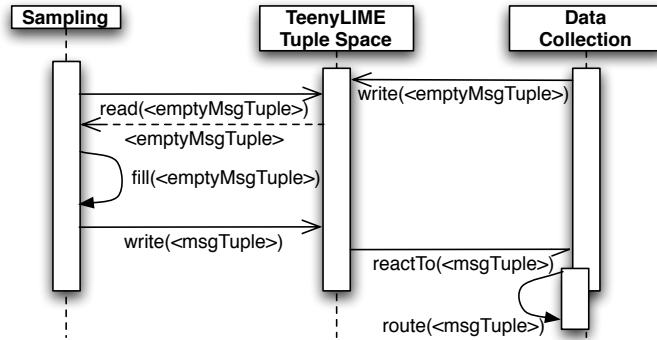 Sampling
TeenyLIME
Tuple Space
Data
Collection
read(<emptyMsgTuple>)
write(<emptyMsgTuple>)
<emptyMsgTuple>
fill(<emptyMsgTuple>)
write(<msgTuple>)
reactTo(<msgTuple>)
route(<msgTuple>)